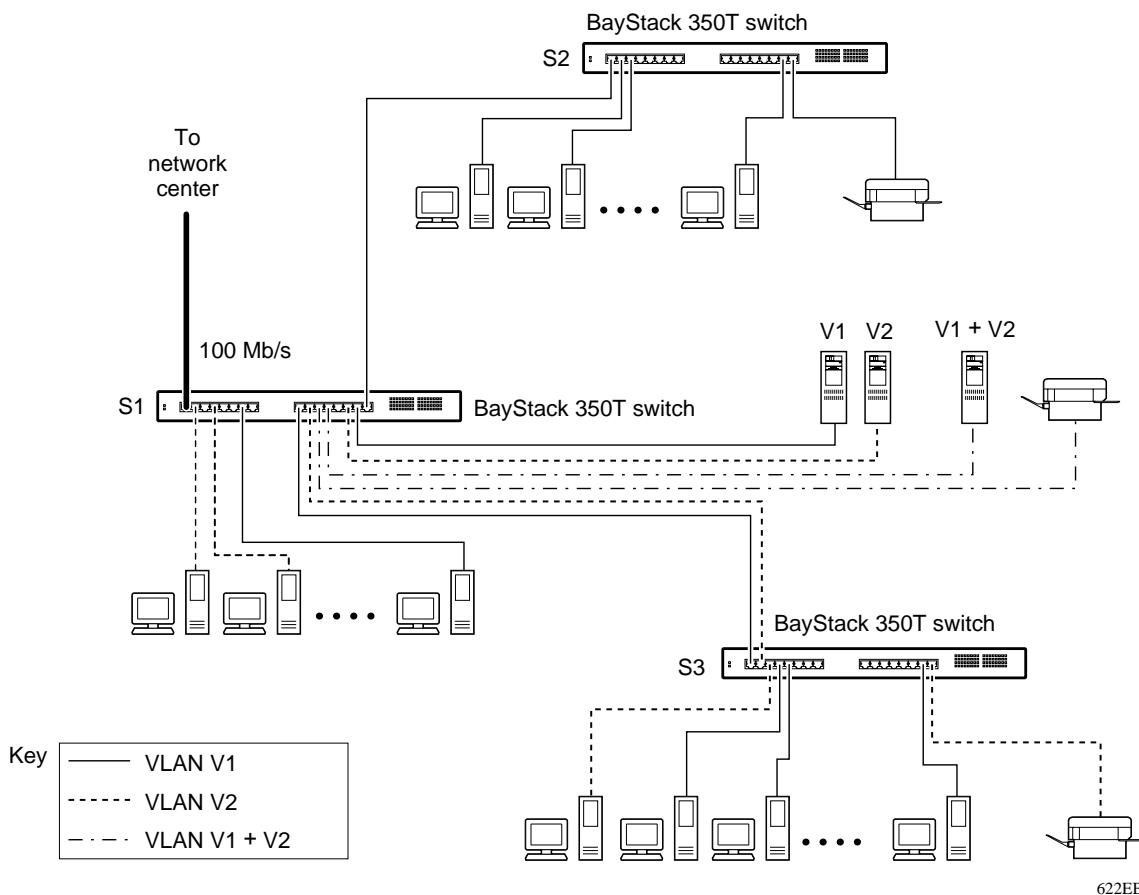 BayStack 350T switch
S2
To
network
center
100 Mb/s
V1
V2
V1 + V2
S1
BayStack 350T switch
BayStack 350T switch
S3
Key
VLAN V1
VLAN V2
VLAN V1 + V2
622EB